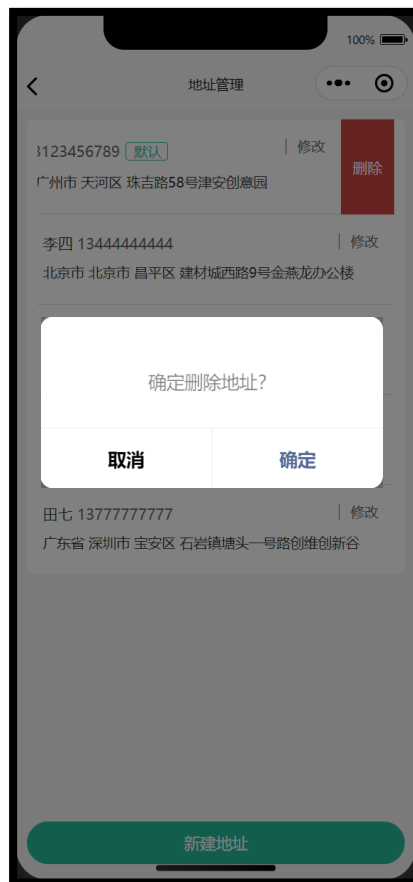 100%
地址管理
3123456789 默认 修改
删除
广州市 天河区 珠吉路58号津安创意园
李四 13444444444 修改
北京市 北京市 昌平区 建材城西路9号金燕龙办公楼
确定删除地址？
取消 确定
田七 13777777777 修改
广东省 深圳市 宝安区 石岩镇塘头一号路创维创新谷
新建地址